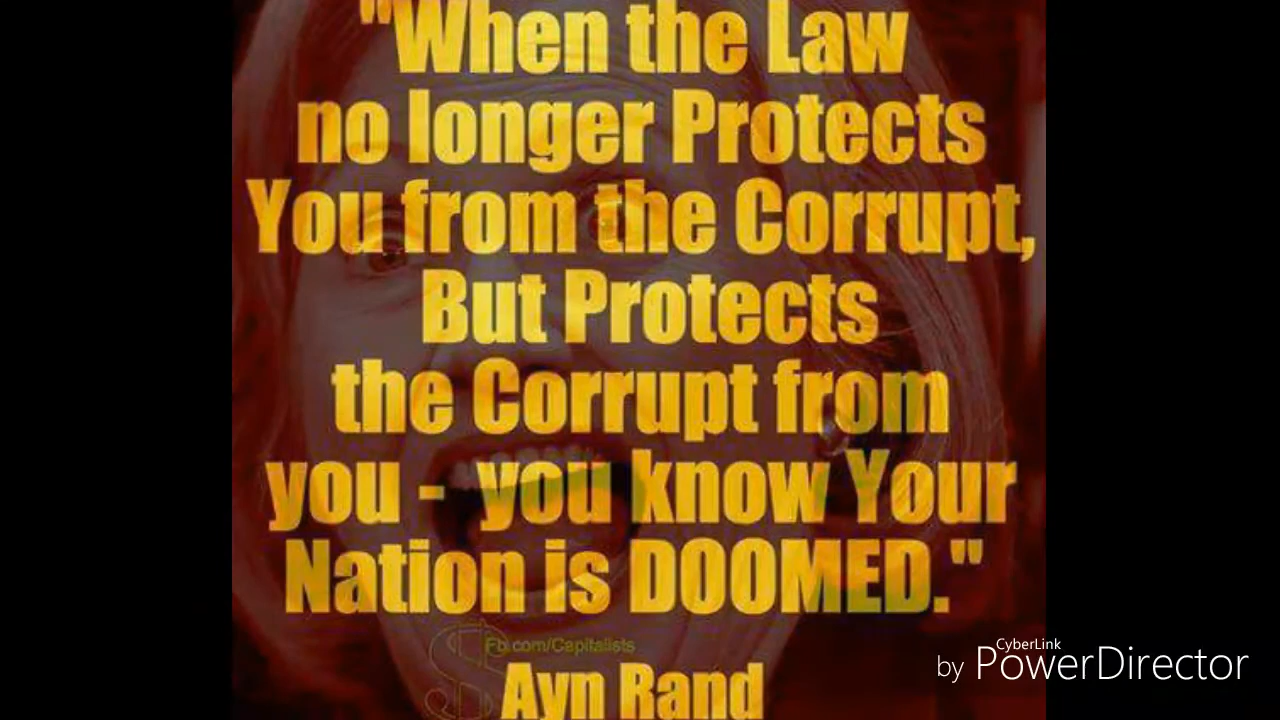 "When the Law
no longer Protects
You from the Corrupt,
But Protects
the Corrupt from
you - you know Your
Nation is DOOMED."
Fb.com/Capitalists
Ayn Rand
CyberLink
by PowerDirector